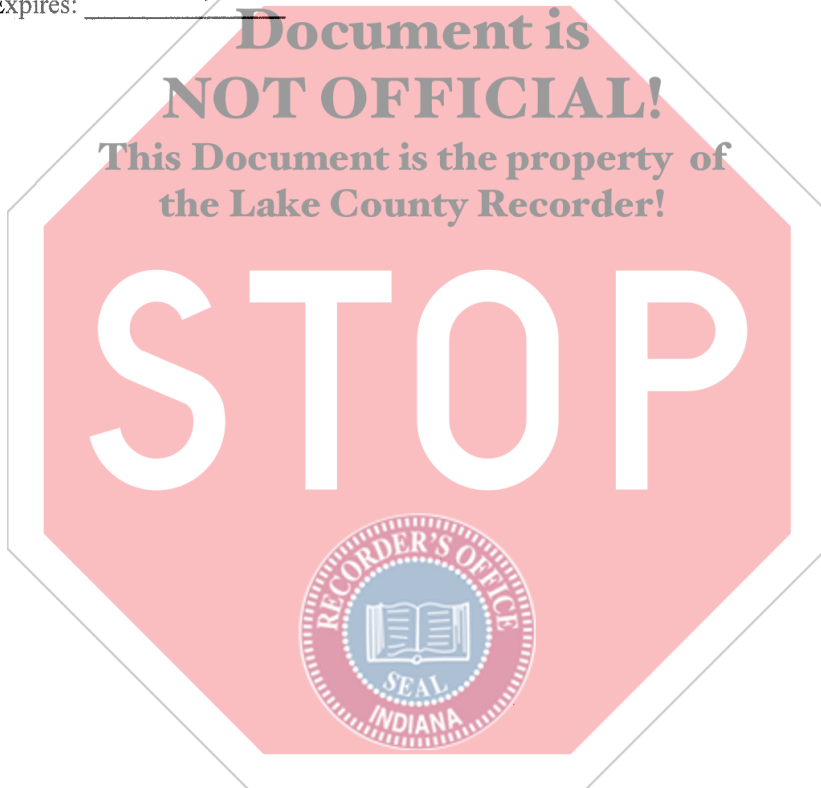 Expires:
Document is
NOT OFFICIAL!
This Document is the property of
the Lake County Recorder!
STOP
RECORDER'S OFFICE
SEAL
INDIANA